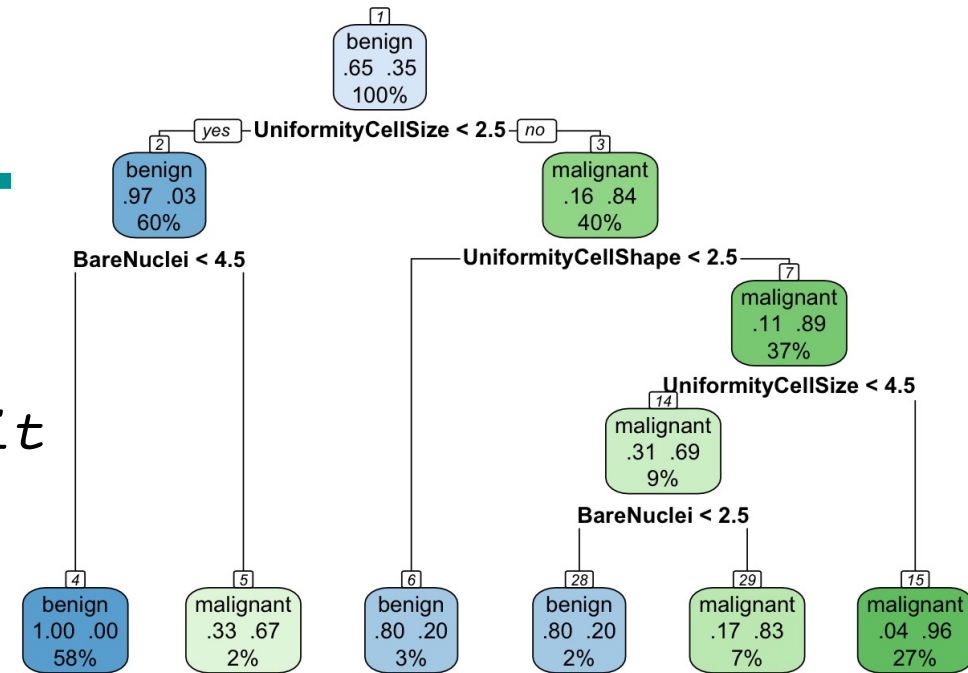 1
benign
.65 .35
100%
yes UniformityCellSize < 2.5 no
2
benign
.97 .03
60%
3
malignant
.16 .84
40%
BareNuclei < 4.5
UniformityCellShape < 2.5
7
malignant
.11 .89
37%
UniformityCellSize < 4.5
14
malignant
.31 .69
9%
it
BareNuclei < 2.5
4
benign
1.00 .00
58%
5
malignant
.33 .67
2%
6
benign
.80 .20
3%
28
benign
.80 .20
2%
29
malignant
.17 .83
7%
15
malignant
.04 .96
27%